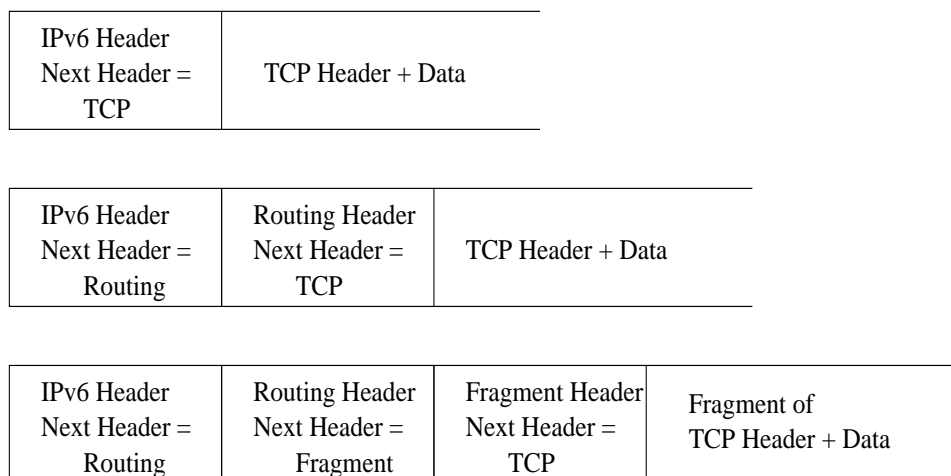 IPv6 Header
Next Header =
TCP
TCP Header + Data
IPv6 Header
Next Header =
Routing
Routing Header
Next Header =
TCP
TCP Header + Data
IPv6 Header
Next Header =
Routing
Routing Header
Next Header =
Fragment
Fragment Header
Next Header =
TCP
Fragment of
TCP Header + Data